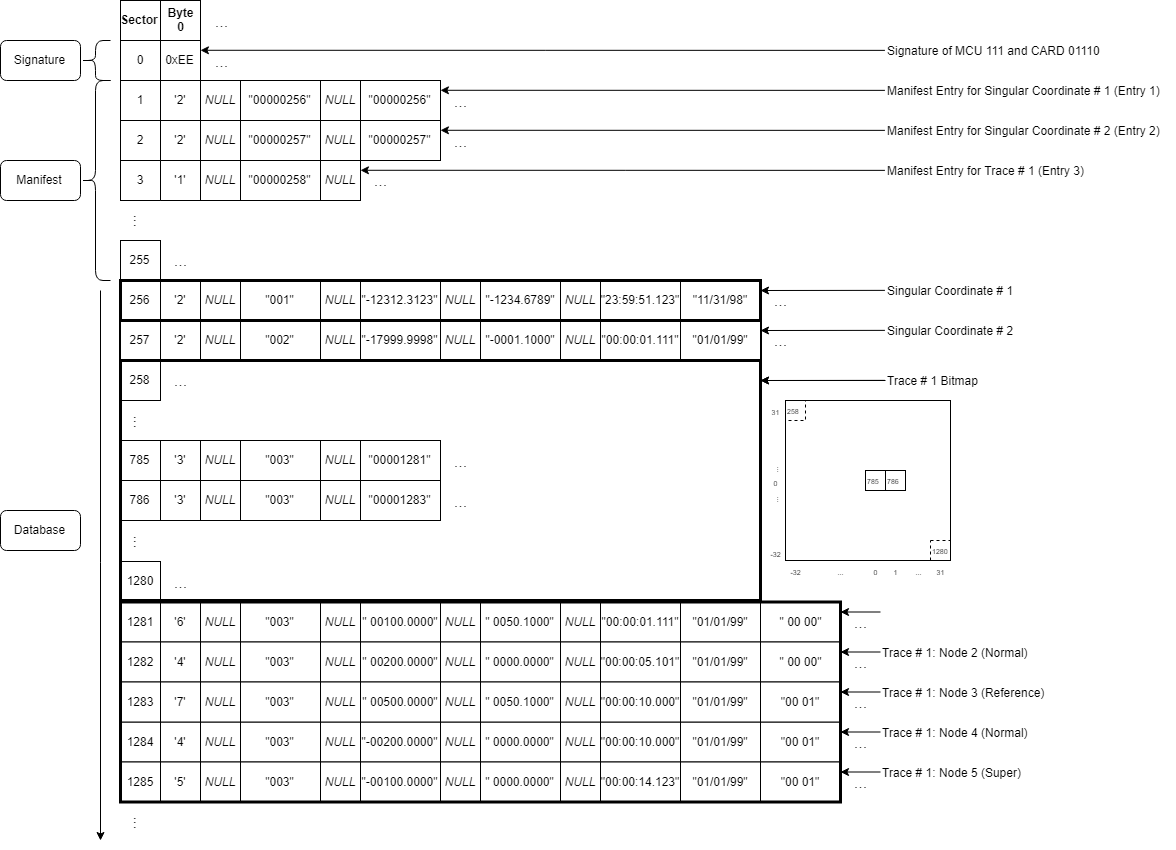 Sector Byte 0 ...
Signature 0 0xEE ... Signature of MCU 111 and CARD 01110
1 '2' NULL "00000256" NULL "00000256" ... Manifest Entry for Singular Coordinate # 1 (Entry 1)
2 '2' NULL "00000257" NULL "00000257" ... Manifest Entry for Singular Coordinate # 2 (Entry 2)
Manifest 3 '1' NULL "00000258" NULL ... Manifest Entry for Trace # 1 (Entry 3)
⋮
255 ...
256 '2' NULL "001" NULL "-12312.3123" NULL "-1234.6789" NULL "23:59:51.123" "11/31/98" ... Singular Coordinate # 1
257 '2' NULL "002" NULL "-17999.9998" NULL "-0001.1000" NULL "00:00:01.111" "01/01/99" ... Singular Coordinate # 2
258 ... Trace # 1 Bitmap
31 258
⋮
785 '3' NULL "003" NULL "00001281" ...
786 '3' NULL "003" NULL "00001283" ...
⋮
0 785 786
⋮
Database
⋮
-32 1280
-32 ... 0 1 ... 31
1280 ...
1281 '6' NULL "003" NULL " 00100.0000" NULL " 0050.1000" NULL "00:00:01.111" "01/01/99" " 00 00" ...
1282 '4' NULL "003" NULL " 00200.0000" NULL " 0000.0000" NULL "00:00:05.101" "01/01/99" " 00 00" ... Trace # 1: Node 2 (Normal)
1283 '7' NULL "003" NULL " 00500.0000" NULL " 0050.1000" NULL "00:00:10.000" "01/01/99" "00 01" ... Trace # 1: Node 3 (Reference)
1284 '4' NULL "003" NULL "-00200.0000" NULL " 0000.0000" NULL "00:00:10.000" "01/01/99" "00 01" ... Trace # 1: Node 4 (Normal)
1285 '5' NULL "003" NULL "-00100.0000" NULL " 0000.0000" NULL "00:00:14.123" "01/01/99" "00 01" ... Trace # 1: Node 5 (Super)
⋮